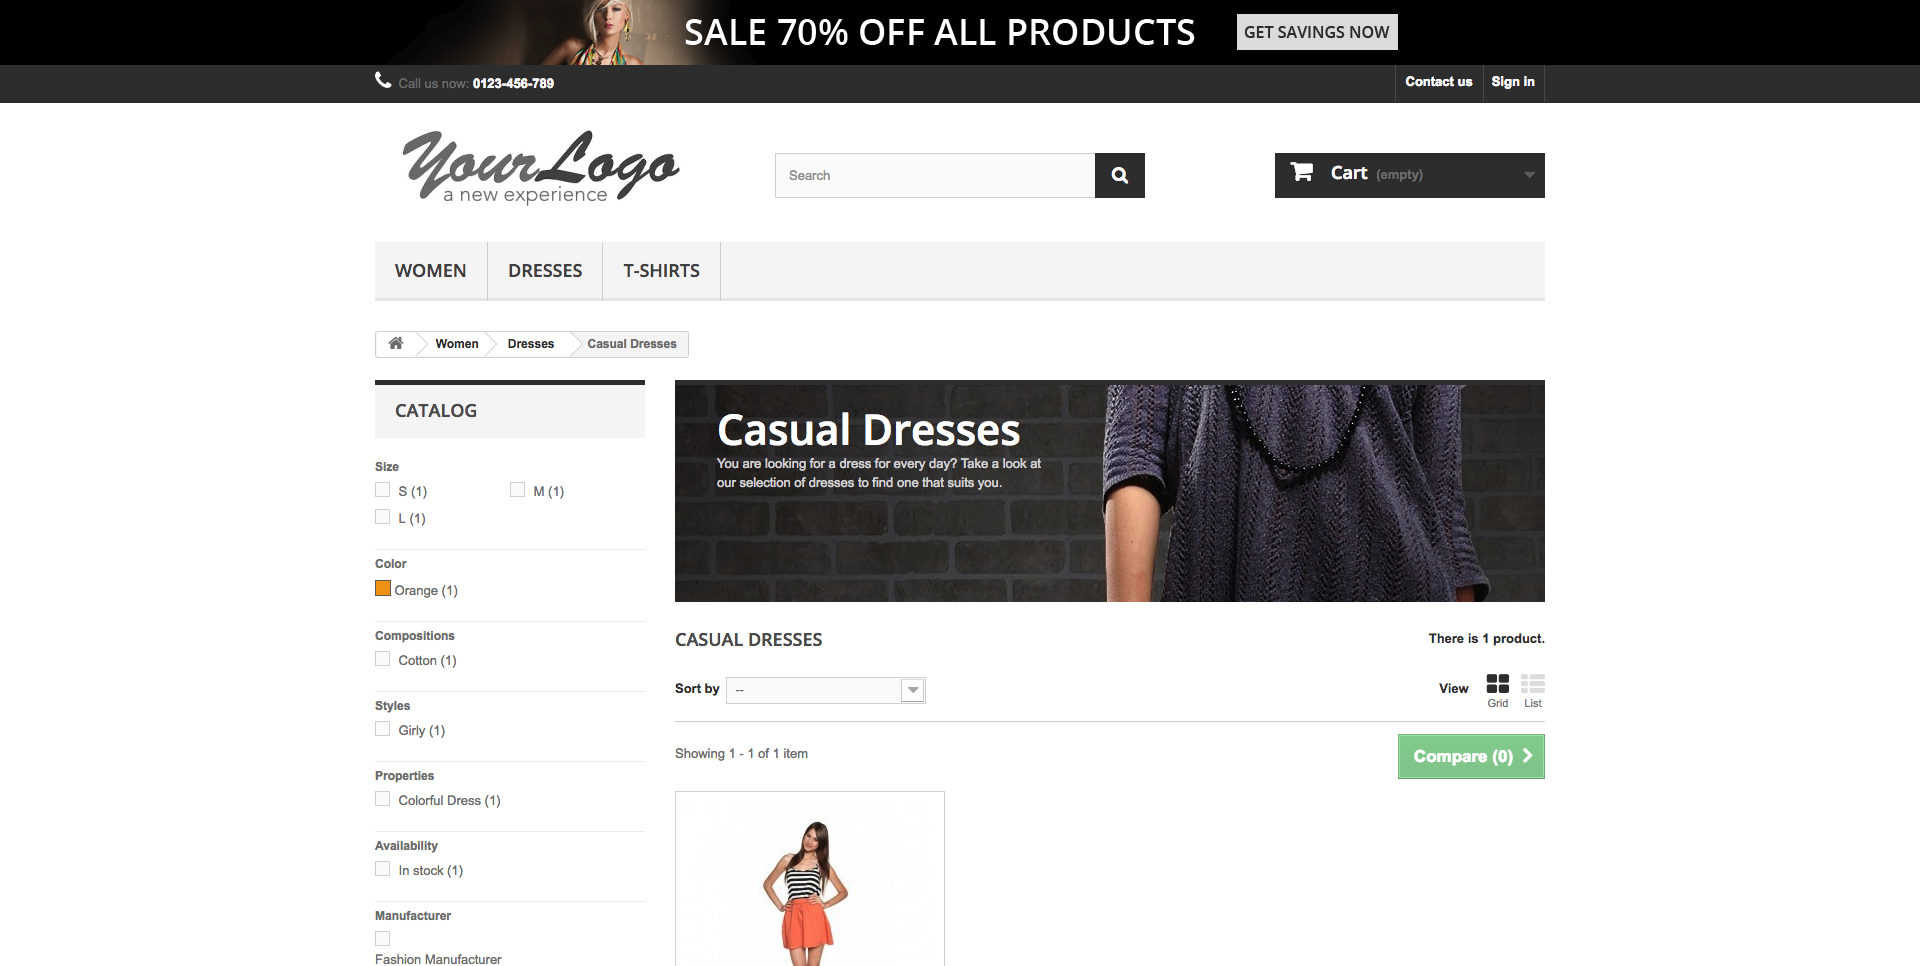 SALE 70% OFF ALL PRODUCTS
GET SAVINGS NOW
Call us now: 0123-456-789
Contact us
Sign in
Your Logo
a new experience
Search
Cart (empty)
WOMEN
DRESSES
T-SHIRTS
Women
Dresses
Casual Dresses
CATALOG
Size
S (1)
M (1)
L (1)
Color
Orange (1)
Compositions
Cotton (1)
Styles
Girly (1)
Properties
Colorful Dress (1)
Availability
In stock (1)
Manufacturer
Fashion Manufacturer
Casual Dresses
You are looking for a dress for every day? Take a look at
our selection of dresses to find one that suits you.
CASUAL DRESSES
There is 1 product.
Sort by
--
View
Grid
List
Showing 1 - 1 of 1 item
Compare (0)